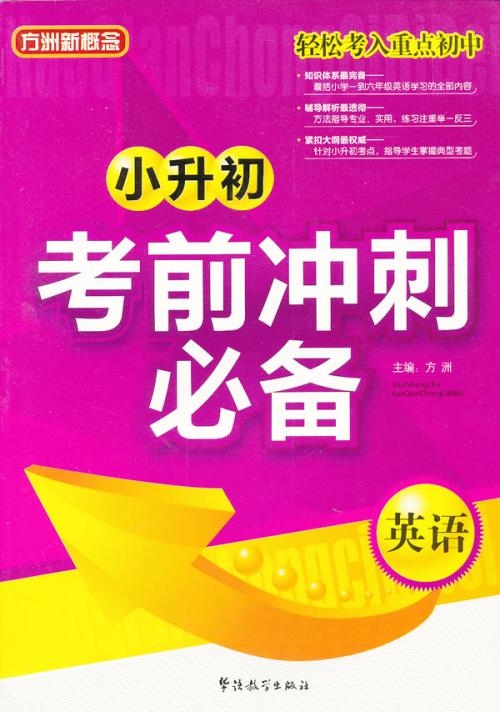 方洲新概念
轻松考入重点初中
• 知识体系最完备——
囊括小学一到六年级英语学习的全部内容
• 辅导解析最透彻——
方法指导专业、实用，练习注重举一反三
• 紧扣大纲最权威——
针对小升初考点，指导学生掌握典型考题
小升初
考前冲刺
必备
主编：方 洲
XiaoShengChu
KaoQianChongCiBiBei
英语
华语教学出版社